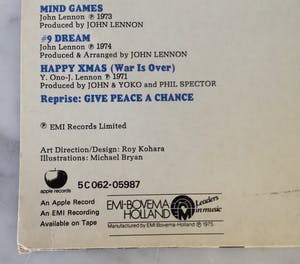 MIND GAMES
John Lennon ℗ 1973
Produced by JOHN LENNON
#9 DREAM
John Lennon ℗ 1974
Produced & Arranged by JOHN LENNON
HAPPY XMAS (War Is Over)
Y. Ono-J. Lennon ℗ 1971
Produced by JOHN & YOKO and PHIL SPECTOR
Reprise: GIVE PEACE A CHANCE
℗ EMI Records Limited
Art Direction/Design: Roy Kohara
Illustrations: Michael Bryan
apple records
5C 062-05987
An Apple Record
An EMI Recording
Available on Tape
EMI-BOVEMA
HOLLAND
EMI
Leaders
in music
Manufactured by EMI Bovema-Holland ℗ 1975